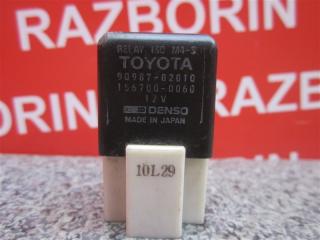 RAZBORIN
RAZBORIN
RELAY ISO M4-S
TOYOTA
90987-02010
156700-0060
12V
DENSO
MADE IN JAPAN
10L29